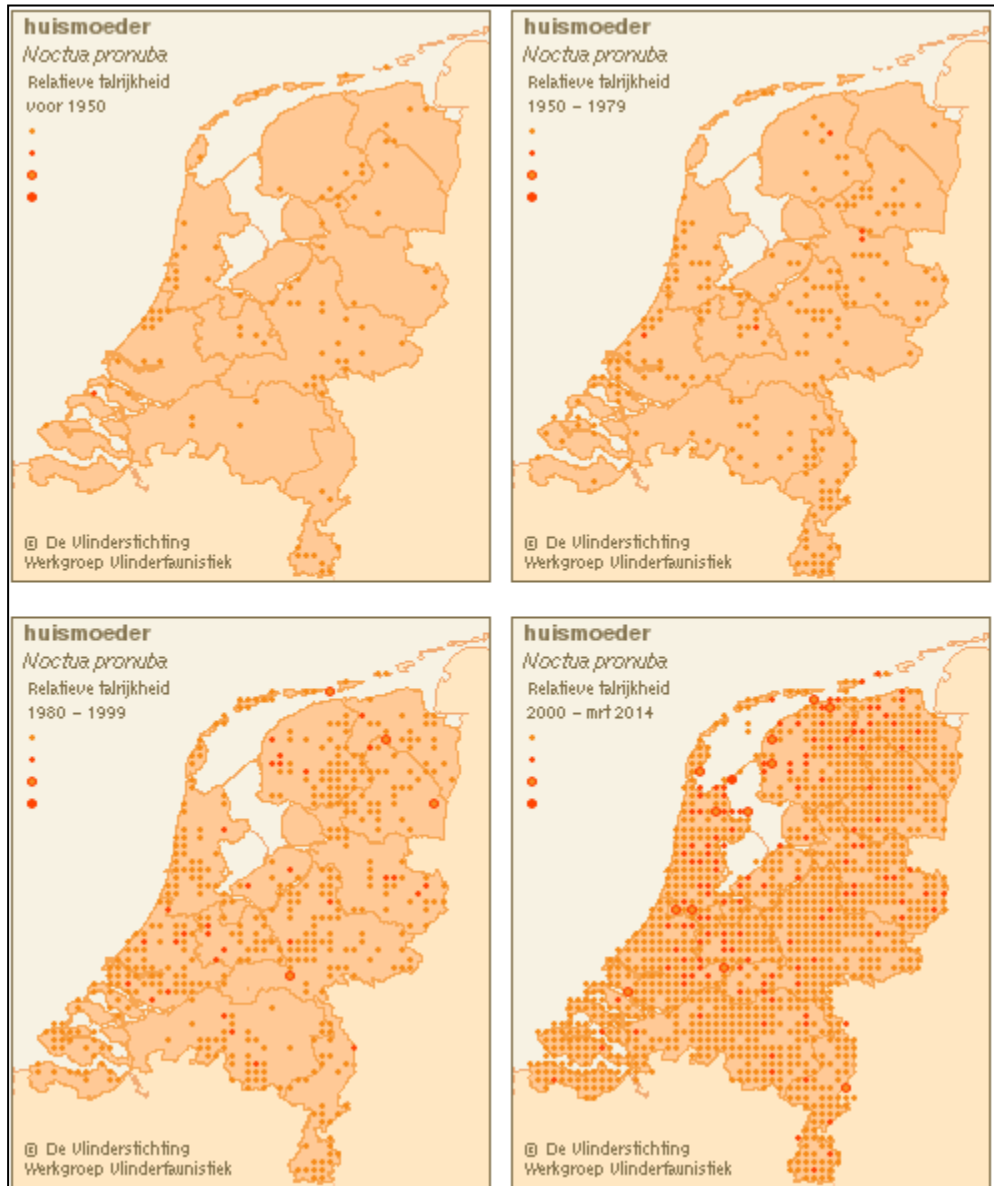 huismoeder
Noctua pronuba
Relatieve talrijkheid
voor 1950
© De Vlinderstichting
Werkgroep Vlinderfaunistiek
huismoeder
Noctua pronuba
Relatieve talrijkheid
1950 – 1979
© De Vlinderstichting
Werkgroep Vlinderfaunistiek
huismoeder
Noctua pronuba
Relatieve talrijkheid
1980 – 1999
© De Vlinderstichting
Werkgroep Vlinderfaunistiek
huismoeder
Noctua pronuba
Relatieve talrijkheid
2000 – mrt 2014
© De Vlinderstichting
Werkgroep Vlinderfaunistiek